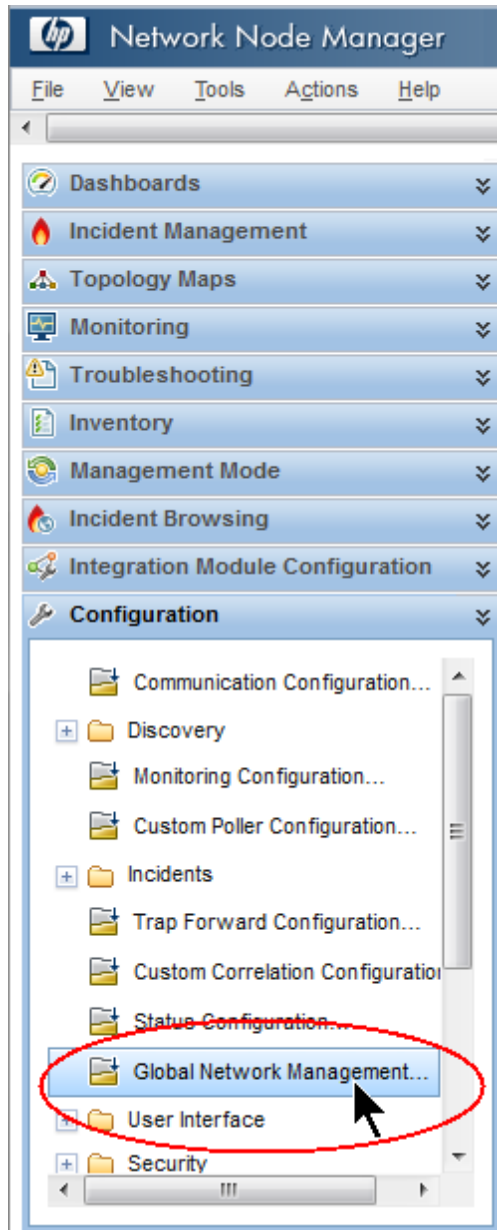 hp Network Node Manager
File View Tools Actions Help
Dashboards
Incident Management
Topology Maps
Monitoring
Troubleshooting
Inventory
Management Mode
Incident Browsing
Integration Module Configuration
Configuration
Communication Configuration...
Discovery
Monitoring Configuration...
Custom Poller Configuration...
Incidents
Trap Forward Configuration...
Custom Correlation Configuration
Status Configuration...
Global Network Management...
User Interface
Security